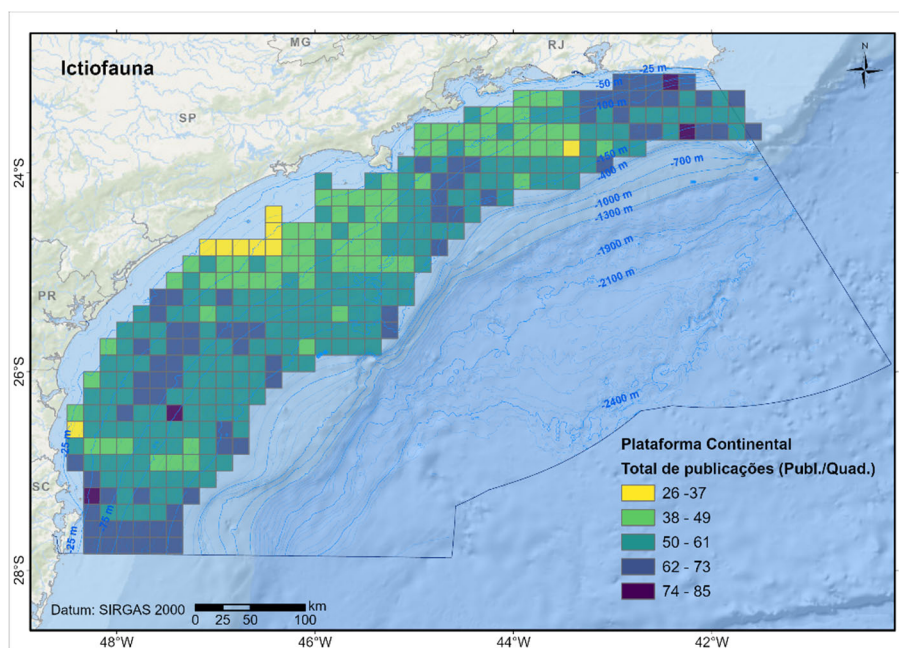 Ictiofauna
MG
RJ
N
SP
PR
SC
-25 m
-50 m
-100 m
-150 m
-400 m
-700 m
-1000 m
-1300 m
-1900 m
-2100 m
-2400 m
-25 m
-75 m
-25 m
24°S
26°S
28°S
Plataforma Continental
Total de publicações (Publ./Quad.)
26 -37
38 - 49
50 - 61
62 - 73
74 - 85
Datum: SIRGAS 2000
km
0 25 50 100
48°W 46°W 44°W 42°W